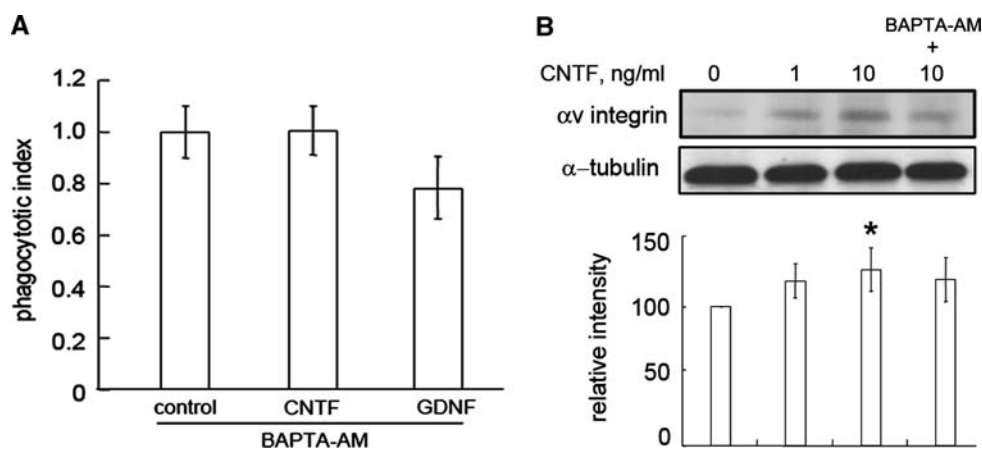 A
1.2
1.0
0.8
0.6
0.4
0.2
0
phagocytotic index
control CNTF GDNF
BAPTA-AM
B
BAPTA-AM
+
CNTF, ng/ml 0 1 10 10
αv integrin
α–tubulin
150
100
50
0
relative intensity
*